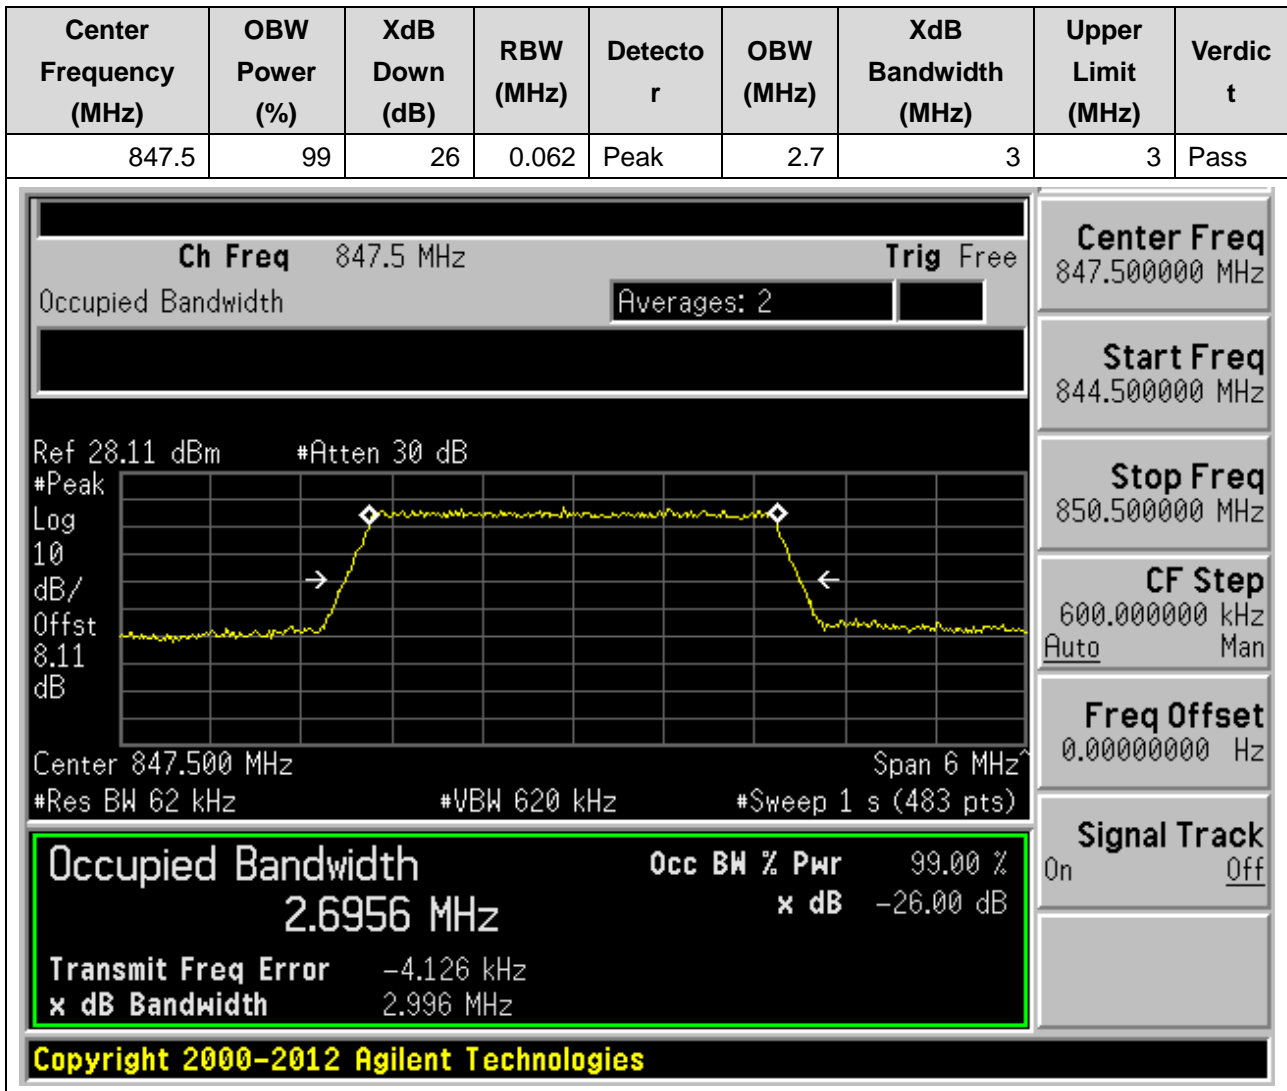 Center Frequency (MHz) OBW Power (%) XdB Down (dB) RBW (MHz) Detector OBW (MHz) XdB Bandwidth (MHz) Upper Limit (MHz) Verdict
847.5 99 26 0.062 Peak 2.7 3 3 Pass
Ch Freq 847.5 MHz Trig Free
Occupied Bandwidth Averages: 2
Ref 28.11 dBm #Atten 30 dB
#Peak
Log
10
dB/
Offst
8.11
dB
Center 847.500 MHz Span 6 MHz^
#Res BW 62 kHz #VBW 620 kHz #Sweep 1 s (483 pts)
Occupied Bandwidth Occ BW % Pwr 99.00 %
2.6956 MHz x dB -26.00 dB
Transmit Freq Error -4.126 kHz
x dB Bandwidth 2.996 MHz
Copyright 2000-2012 Agilent Technologies
Center Freq
847.500000 MHz
Start Freq
844.500000 MHz
Stop Freq
850.500000 MHz
CF Step
600.000000 kHz
Auto Man
Freq Offset
0.00000000 Hz
Signal Track
On Off